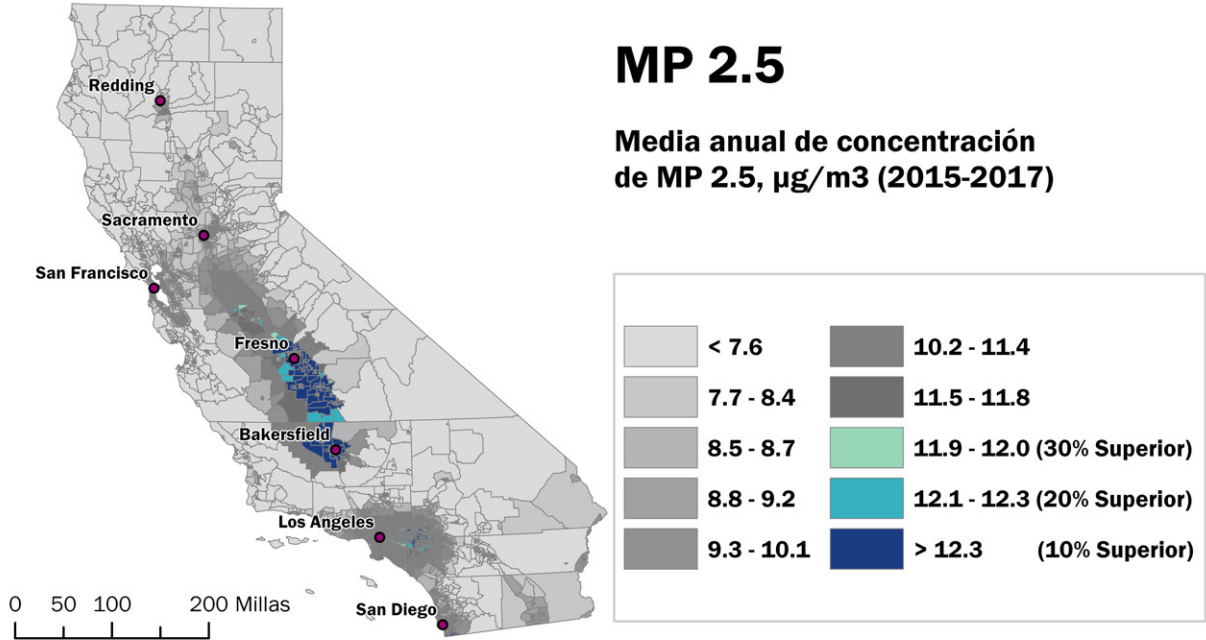 MP 2.5
Media anual de concentración
de MP 2.5, µg/m3 (2015-2017)
Redding
Sacramento
San Francisco
Fresno
Bakersfield
Los Angeles
San Diego
0 50 100 200 Millas
< 7.6
7.7 - 8.4
8.5 - 8.7
8.8 - 9.2
9.3 - 10.1
10.2 - 11.4
11.5 - 11.8
11.9 - 12.0 (30% Superior)
12.1 - 12.3 (20% Superior)
> 12.3 (10% Superior)